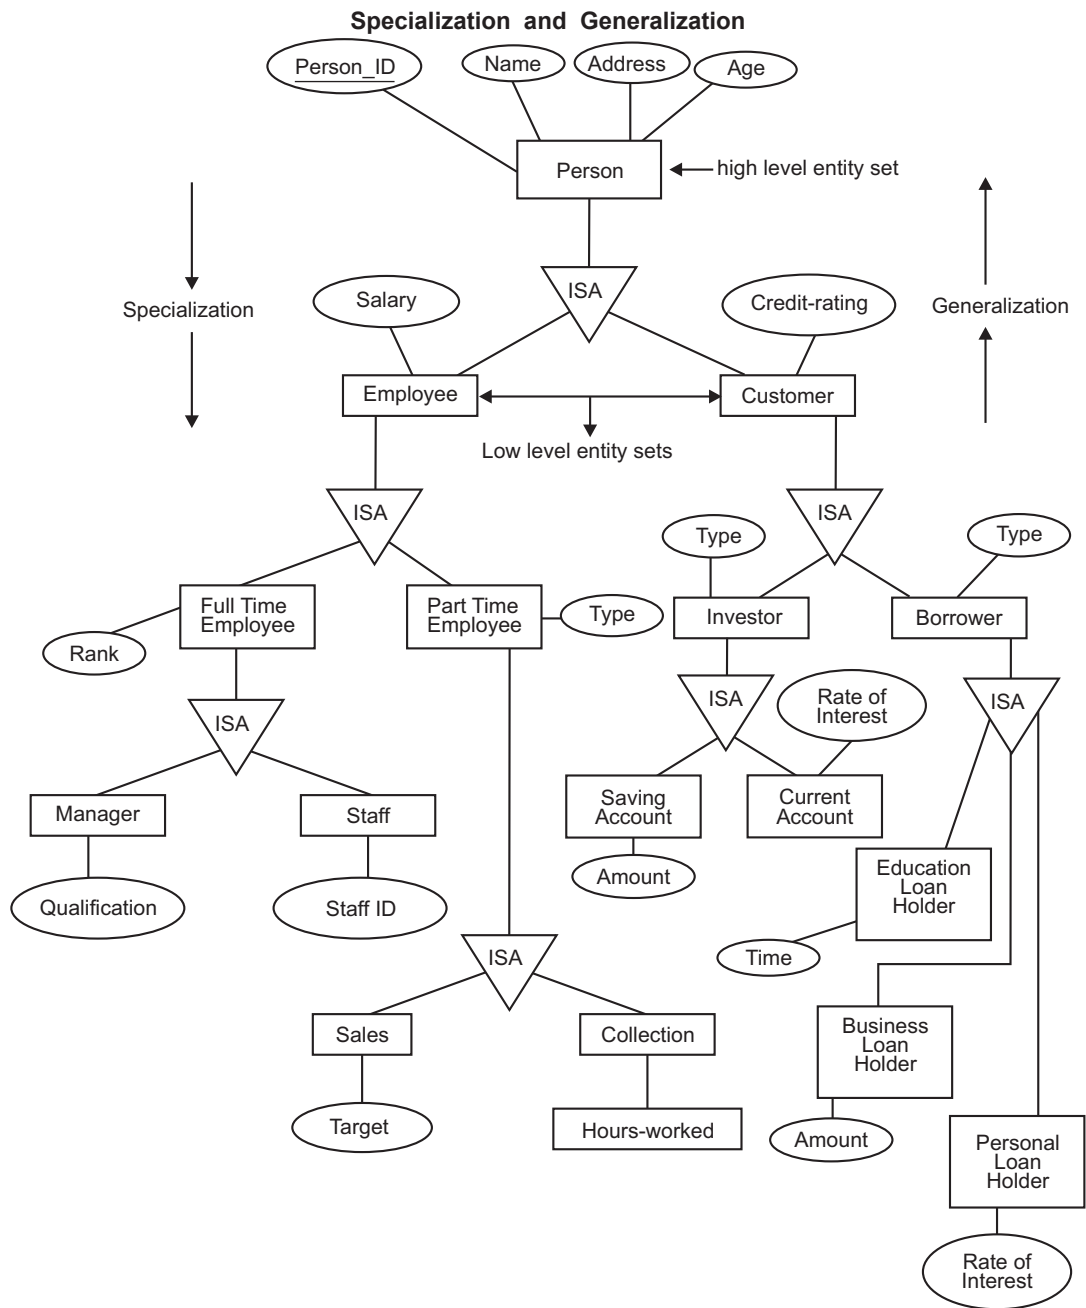 Specialization and Generalization
Person_ID
Name
Address
Age
Person
high level entity set
ISA
Salary
Credit-rating
Specialization
Generalization
Employee
Customer
Low level entity sets
ISA
ISA
Type
Type
Full Time
Employee
Part Time
Employee
Type
Investor
Borrower
Rank
ISA
ISA
Rate of
Interest
ISA
Manager
Staff
Saving
Account
Current
Account
Qualification
Staff ID
Amount
Education
Loan
Holder
Time
ISA
Sales
Collection
Business
Loan
Holder
Target
Hours-worked
Amount
Personal
Loan
Holder
Rate of
Interest